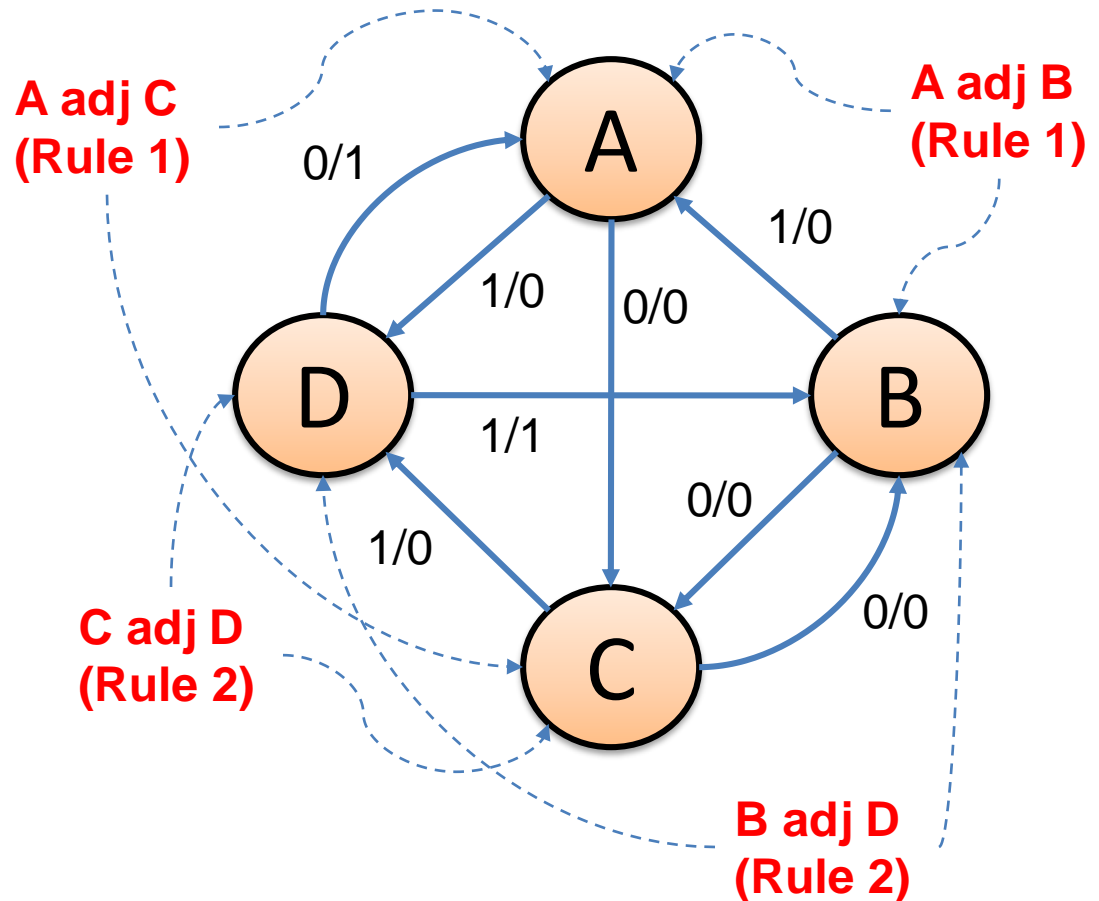 A adj C
(Rule 1)
A adj B
(Rule 1)
A
0/1
1/0
1/0
0/0
D
B
1/1
0/0
1/0
0/0
C adj D
(Rule 2)
C
B adj D
(Rule 2)